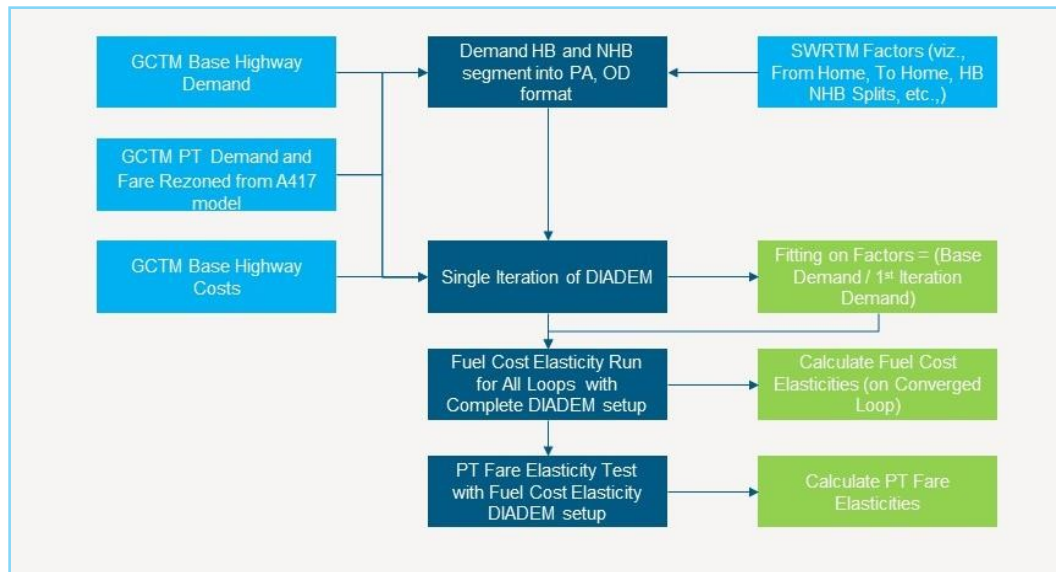 GCTM Base Highway
Demand
Demand HB and NHB
segment into PA, OD
format
SWRTM Factors (viz.,
From Home, To Home, HB
NHB Splits, etc.,)
GCTM PT Demand and
Fare Rezoned from A417
model
GCTM Base Highway
Costs
Single Iteration of DIADEM
Fitting on Factors = (Base
Demand / 1st Iteration
Demand)
Fuel Cost Elasticity Run
for All Loops with
Complete DIADEM setup
Calculate Fuel Cost
Elasticities (on Converged
Loop)
PT Fare Elasticity Test
with Fuel Cost Elasticity
DIADEM setup
Calculate PT Fare
Elasticities